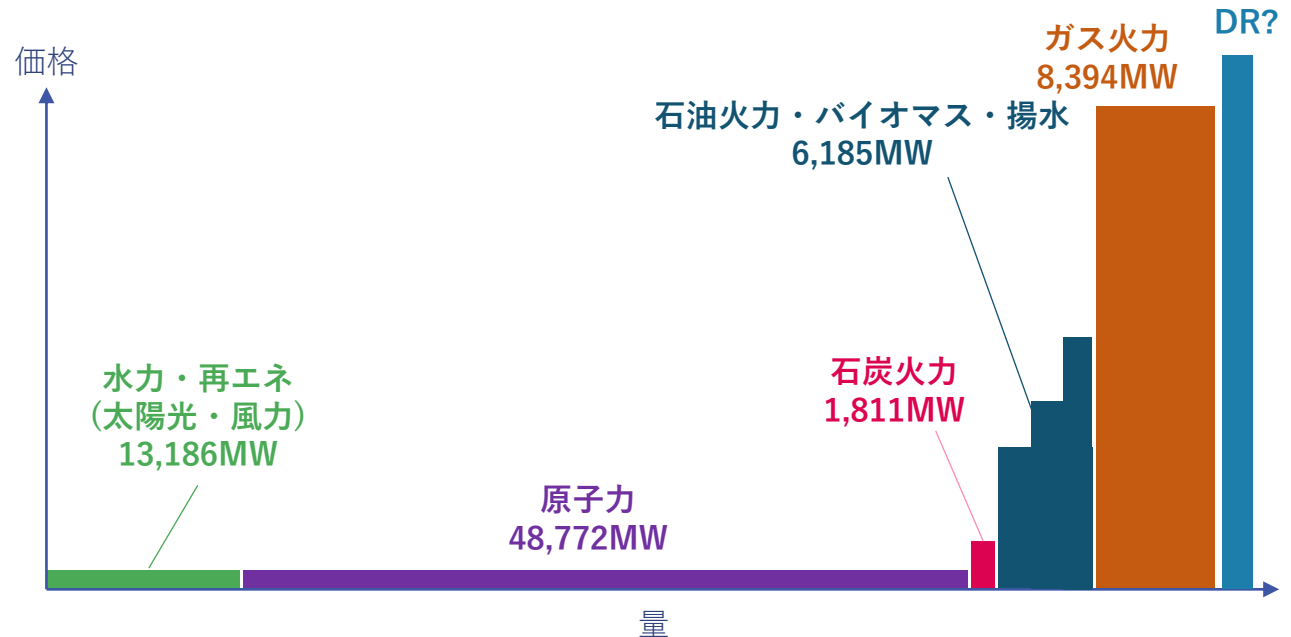 DR?
ガス火力
8,394MW
価格
石油火力・バイオマス・揚水
6,185MW
水力・再エネ
(太陽光・風力)
13,186MW
石炭火力
1,811MW
原子力
48,772MW
量